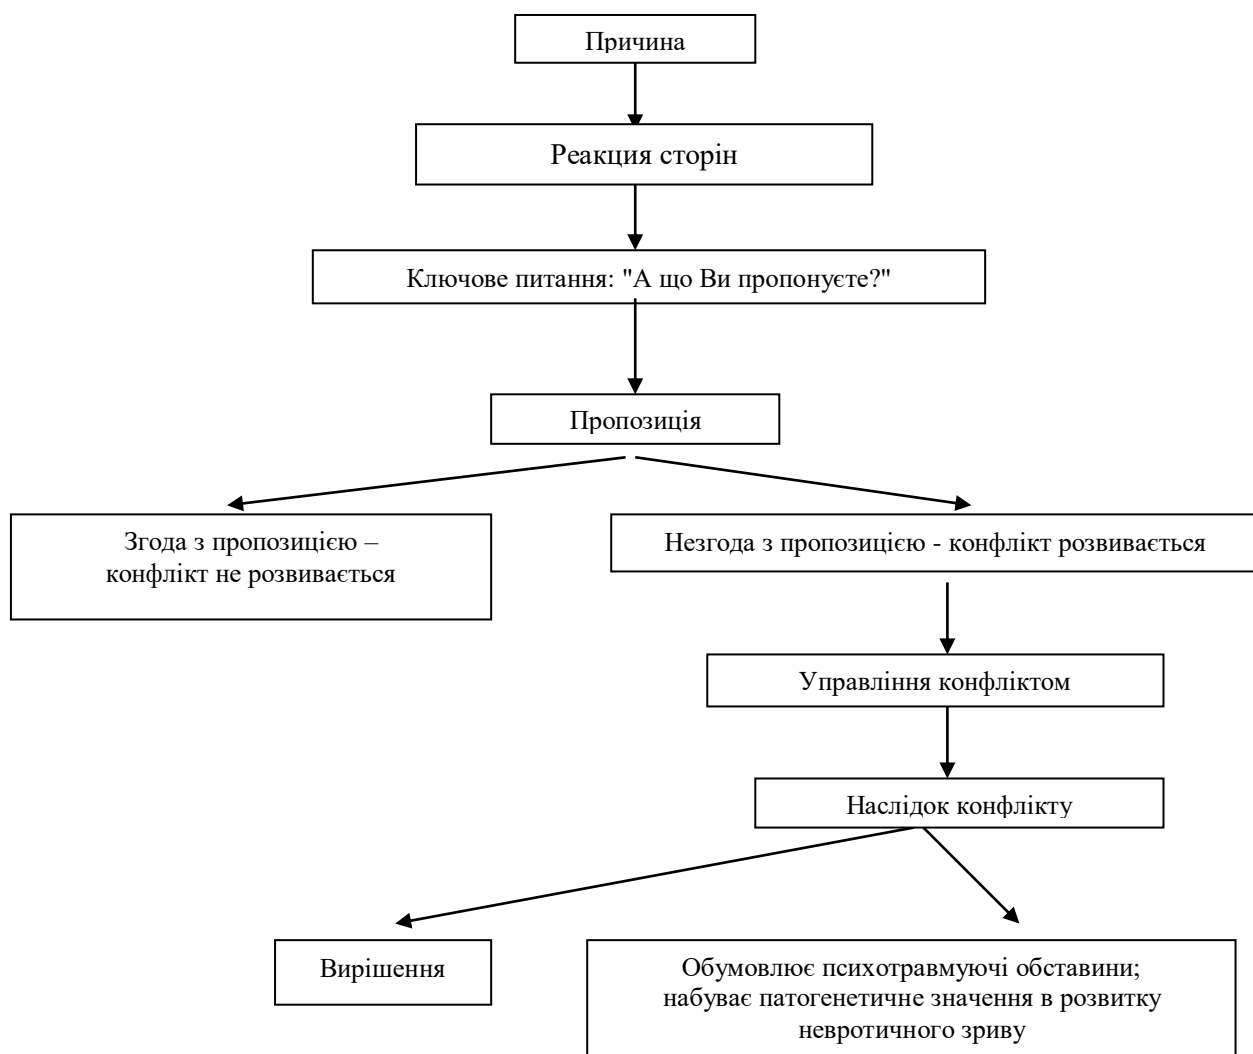 Причина
Реакция сторін
Ключове питання: "А що Ви пропонуєте?"
Пропозиція
Згода з пропозицією –
конфлікт не розвивається
Незгода з пропозицією - конфлікт розвивається
Управління конфліктом
Наслідок конфлікту
Вирішення
Обумовлює психотравмуючі обставини;
набуває патогенетичне значення в розвитку
невротичного зриву